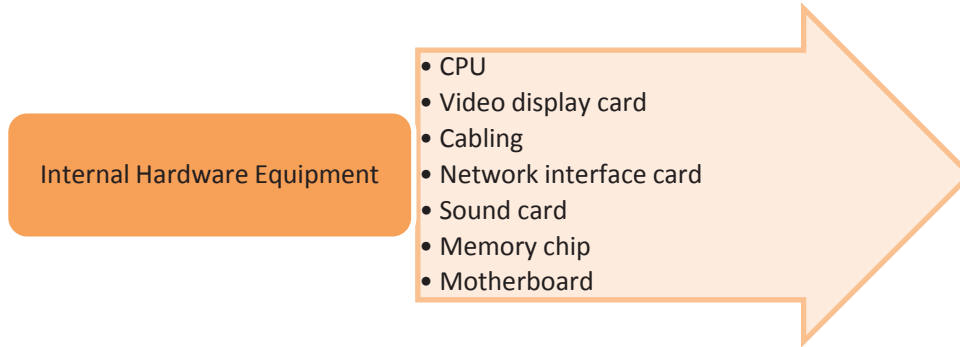 Internal Hardware Equipment
• CPU
• Video display card
• Cabling
• Network interface card
• Sound card
• Memory chip
• Motherboard